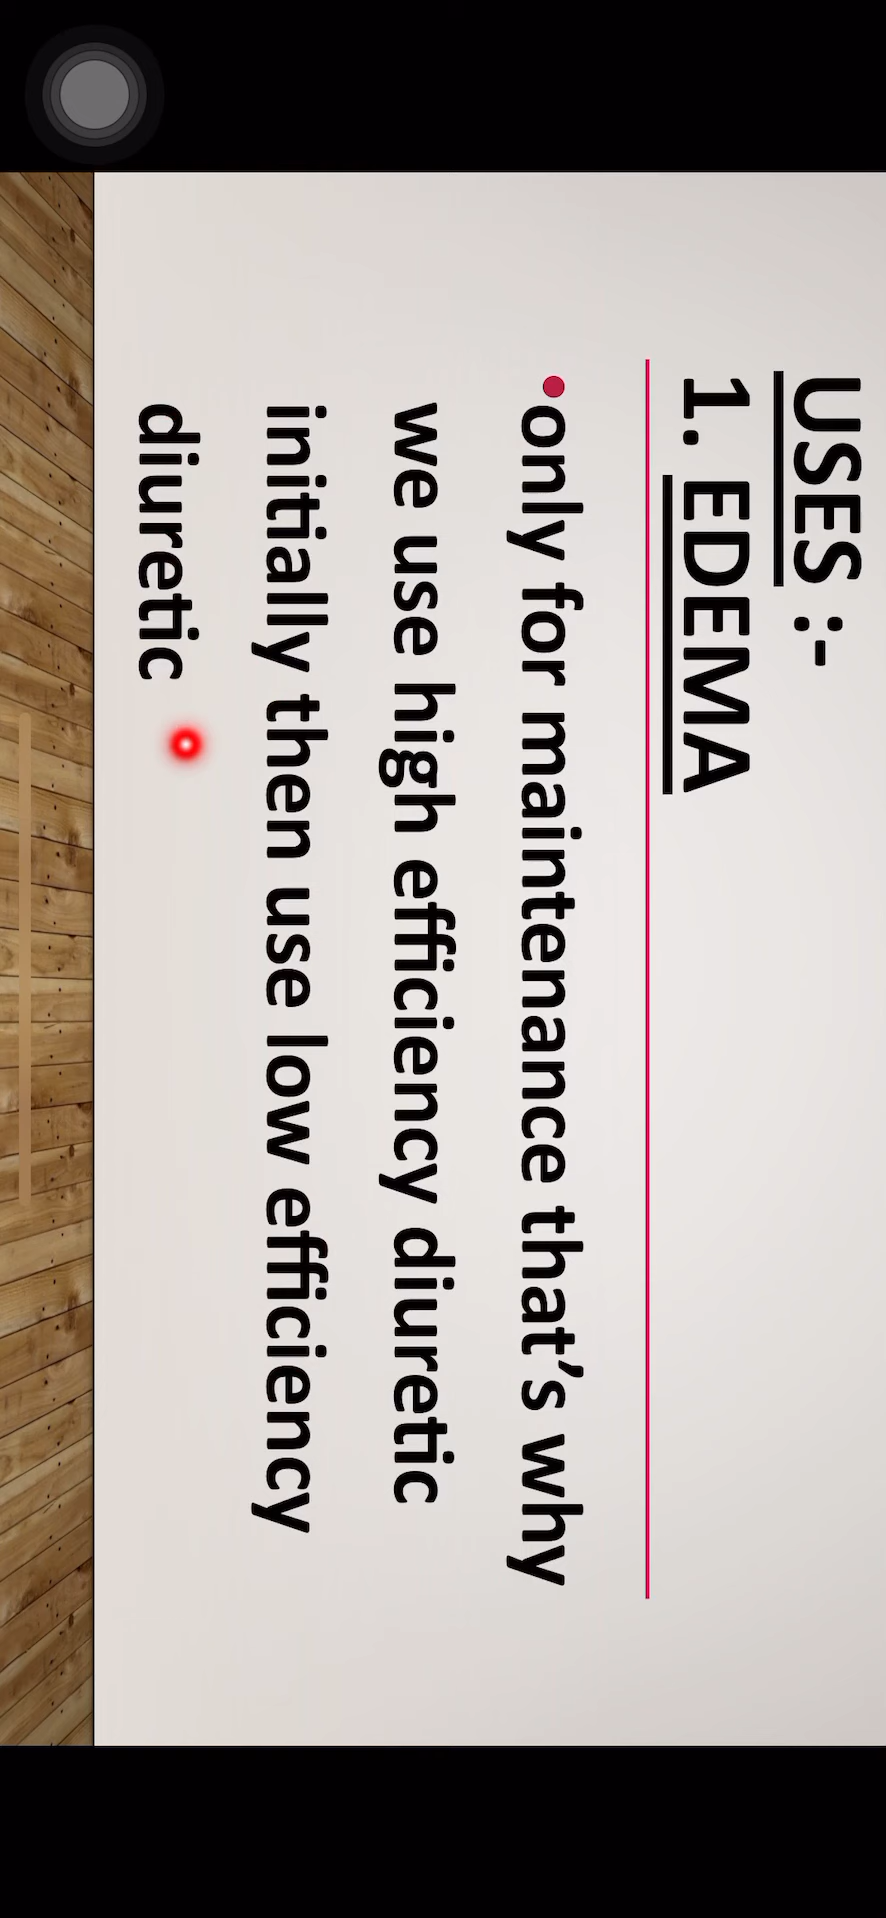 USES :-
1. EDEMA
•only for maintenance that's why
we use high efficiency diuretic
initially then use low efficiency
diuretic